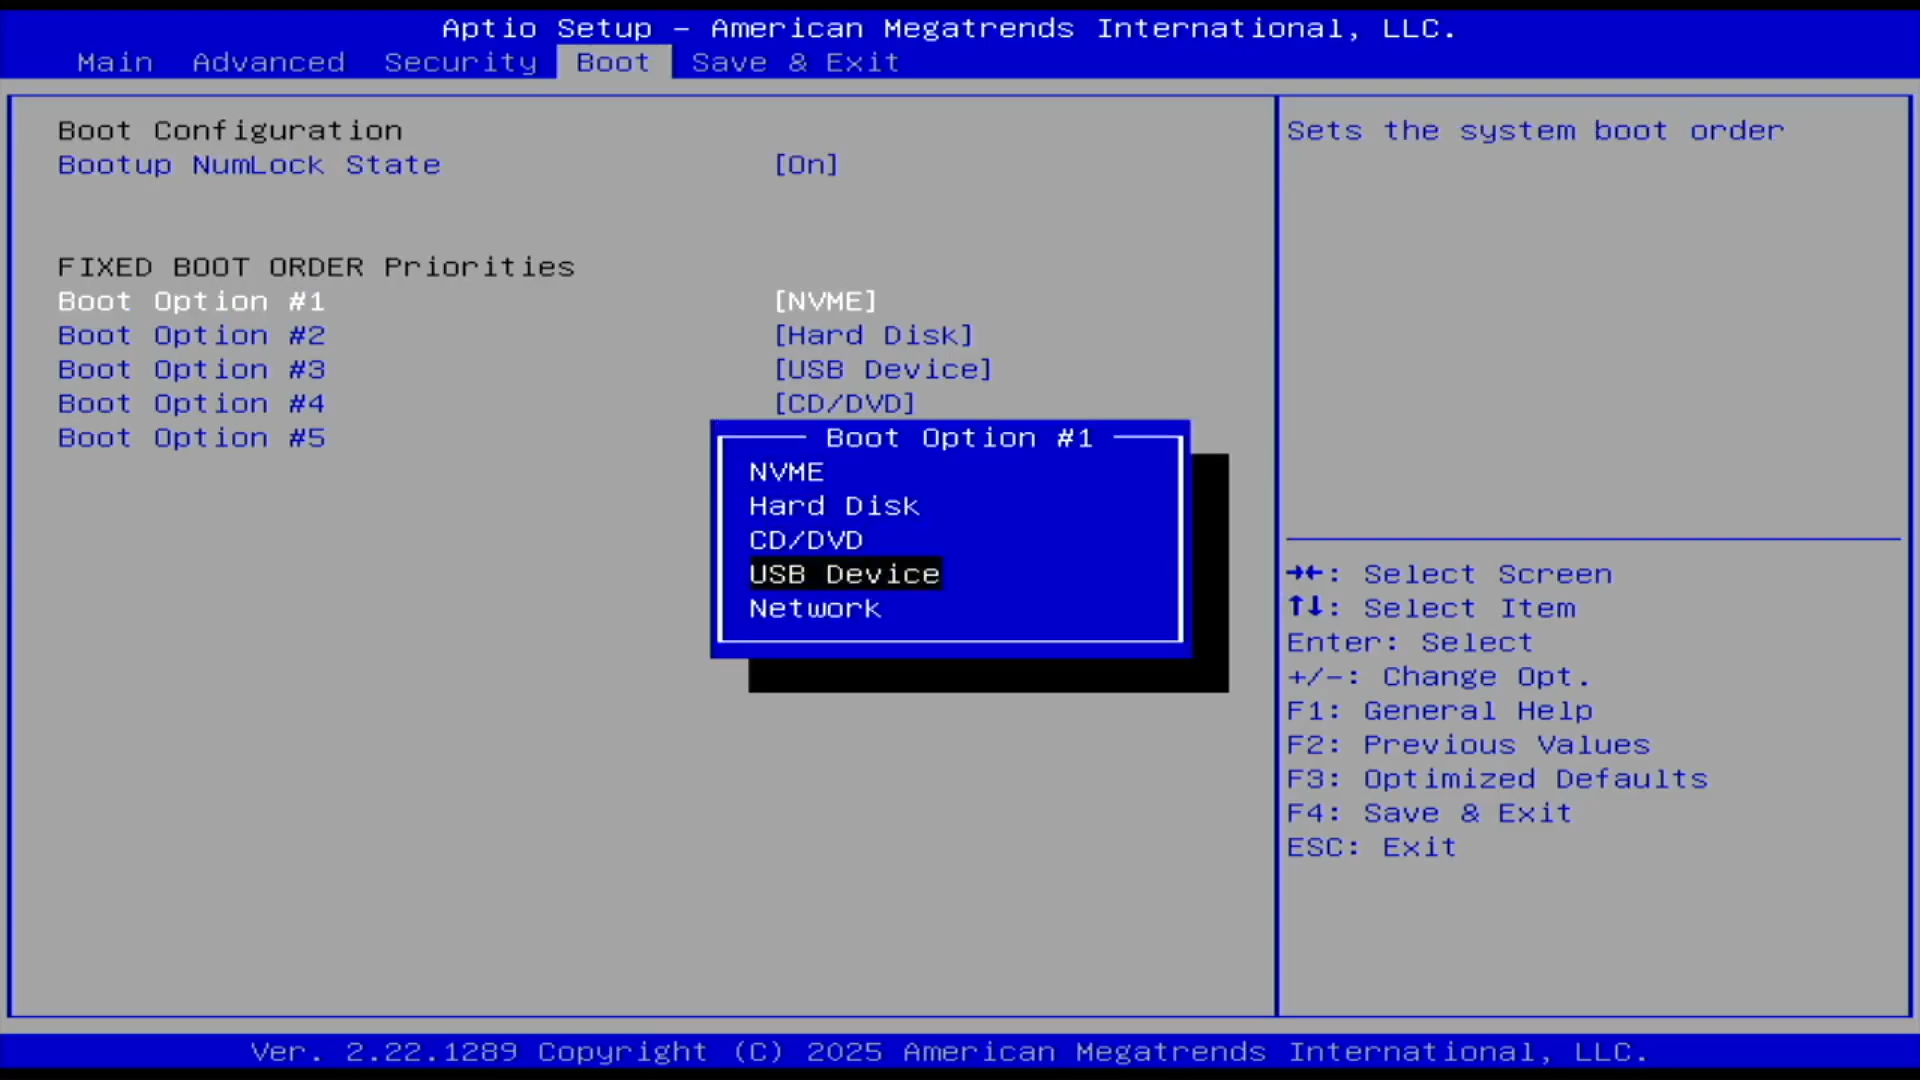 Aptio Setup – American Megatrends International, LLC.
Main Advanced Security Boot Save & Exit
Boot Configuration
Bootup NumLock State [On]
FIXED BOOT ORDER Priorities
Boot Option #1 [NVME]
Boot Option #2 [Hard Disk]
Boot Option #3 [USB Device]
Boot Option #4 [CD/DVD]
Boot Option #5
Boot Option #1
NVME
Hard Disk
CD/DVD
USB Device
Network
Sets the system boot order
→←: Select Screen
↑↓: Select Item
Enter: Select
+/-: Change Opt.
F1: General Help
F2: Previous Values
F3: Optimized Defaults
F4: Save & Exit
ESC: Exit
Ver. 2.22.1289 Copyright (C) 2025 American Megatrends International, LLC.